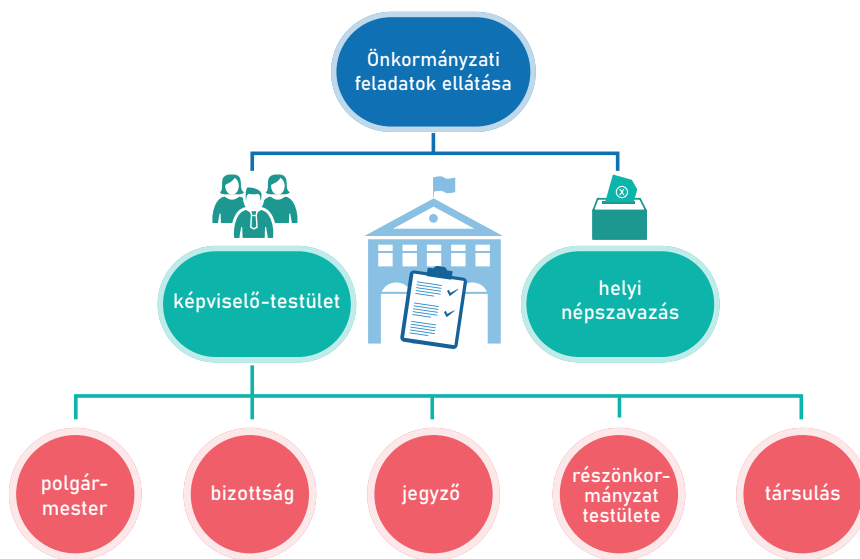 Önkormányzati
feladatok ellátása
képviselő-testület
helyi
népszavazás
polgár-
mester
bizottság
jegyző
részönkor-
mányzat
testülete
társulás